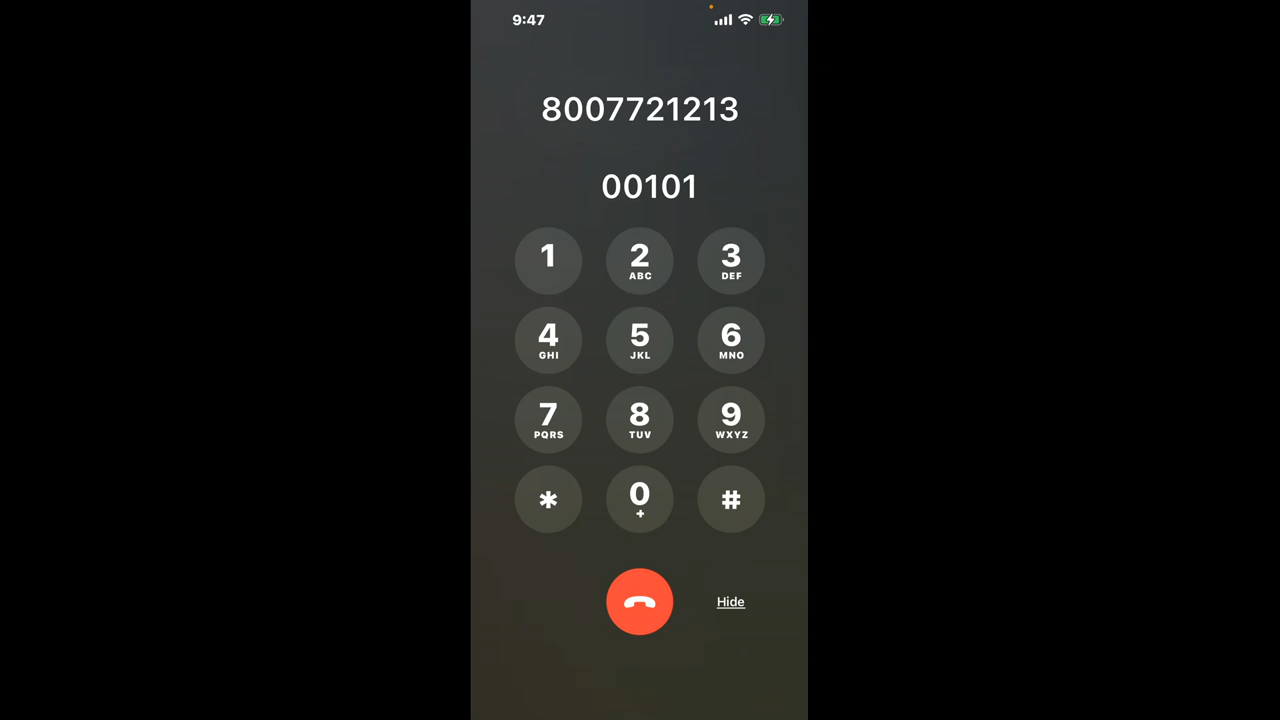 9:47
8007721213
00101
1
2
ABC
3
DEF
4
GHI
5
JKL
6
MNO
7
PQRS
8
TUV
9
WXYZ
*
0
+
#
Hide